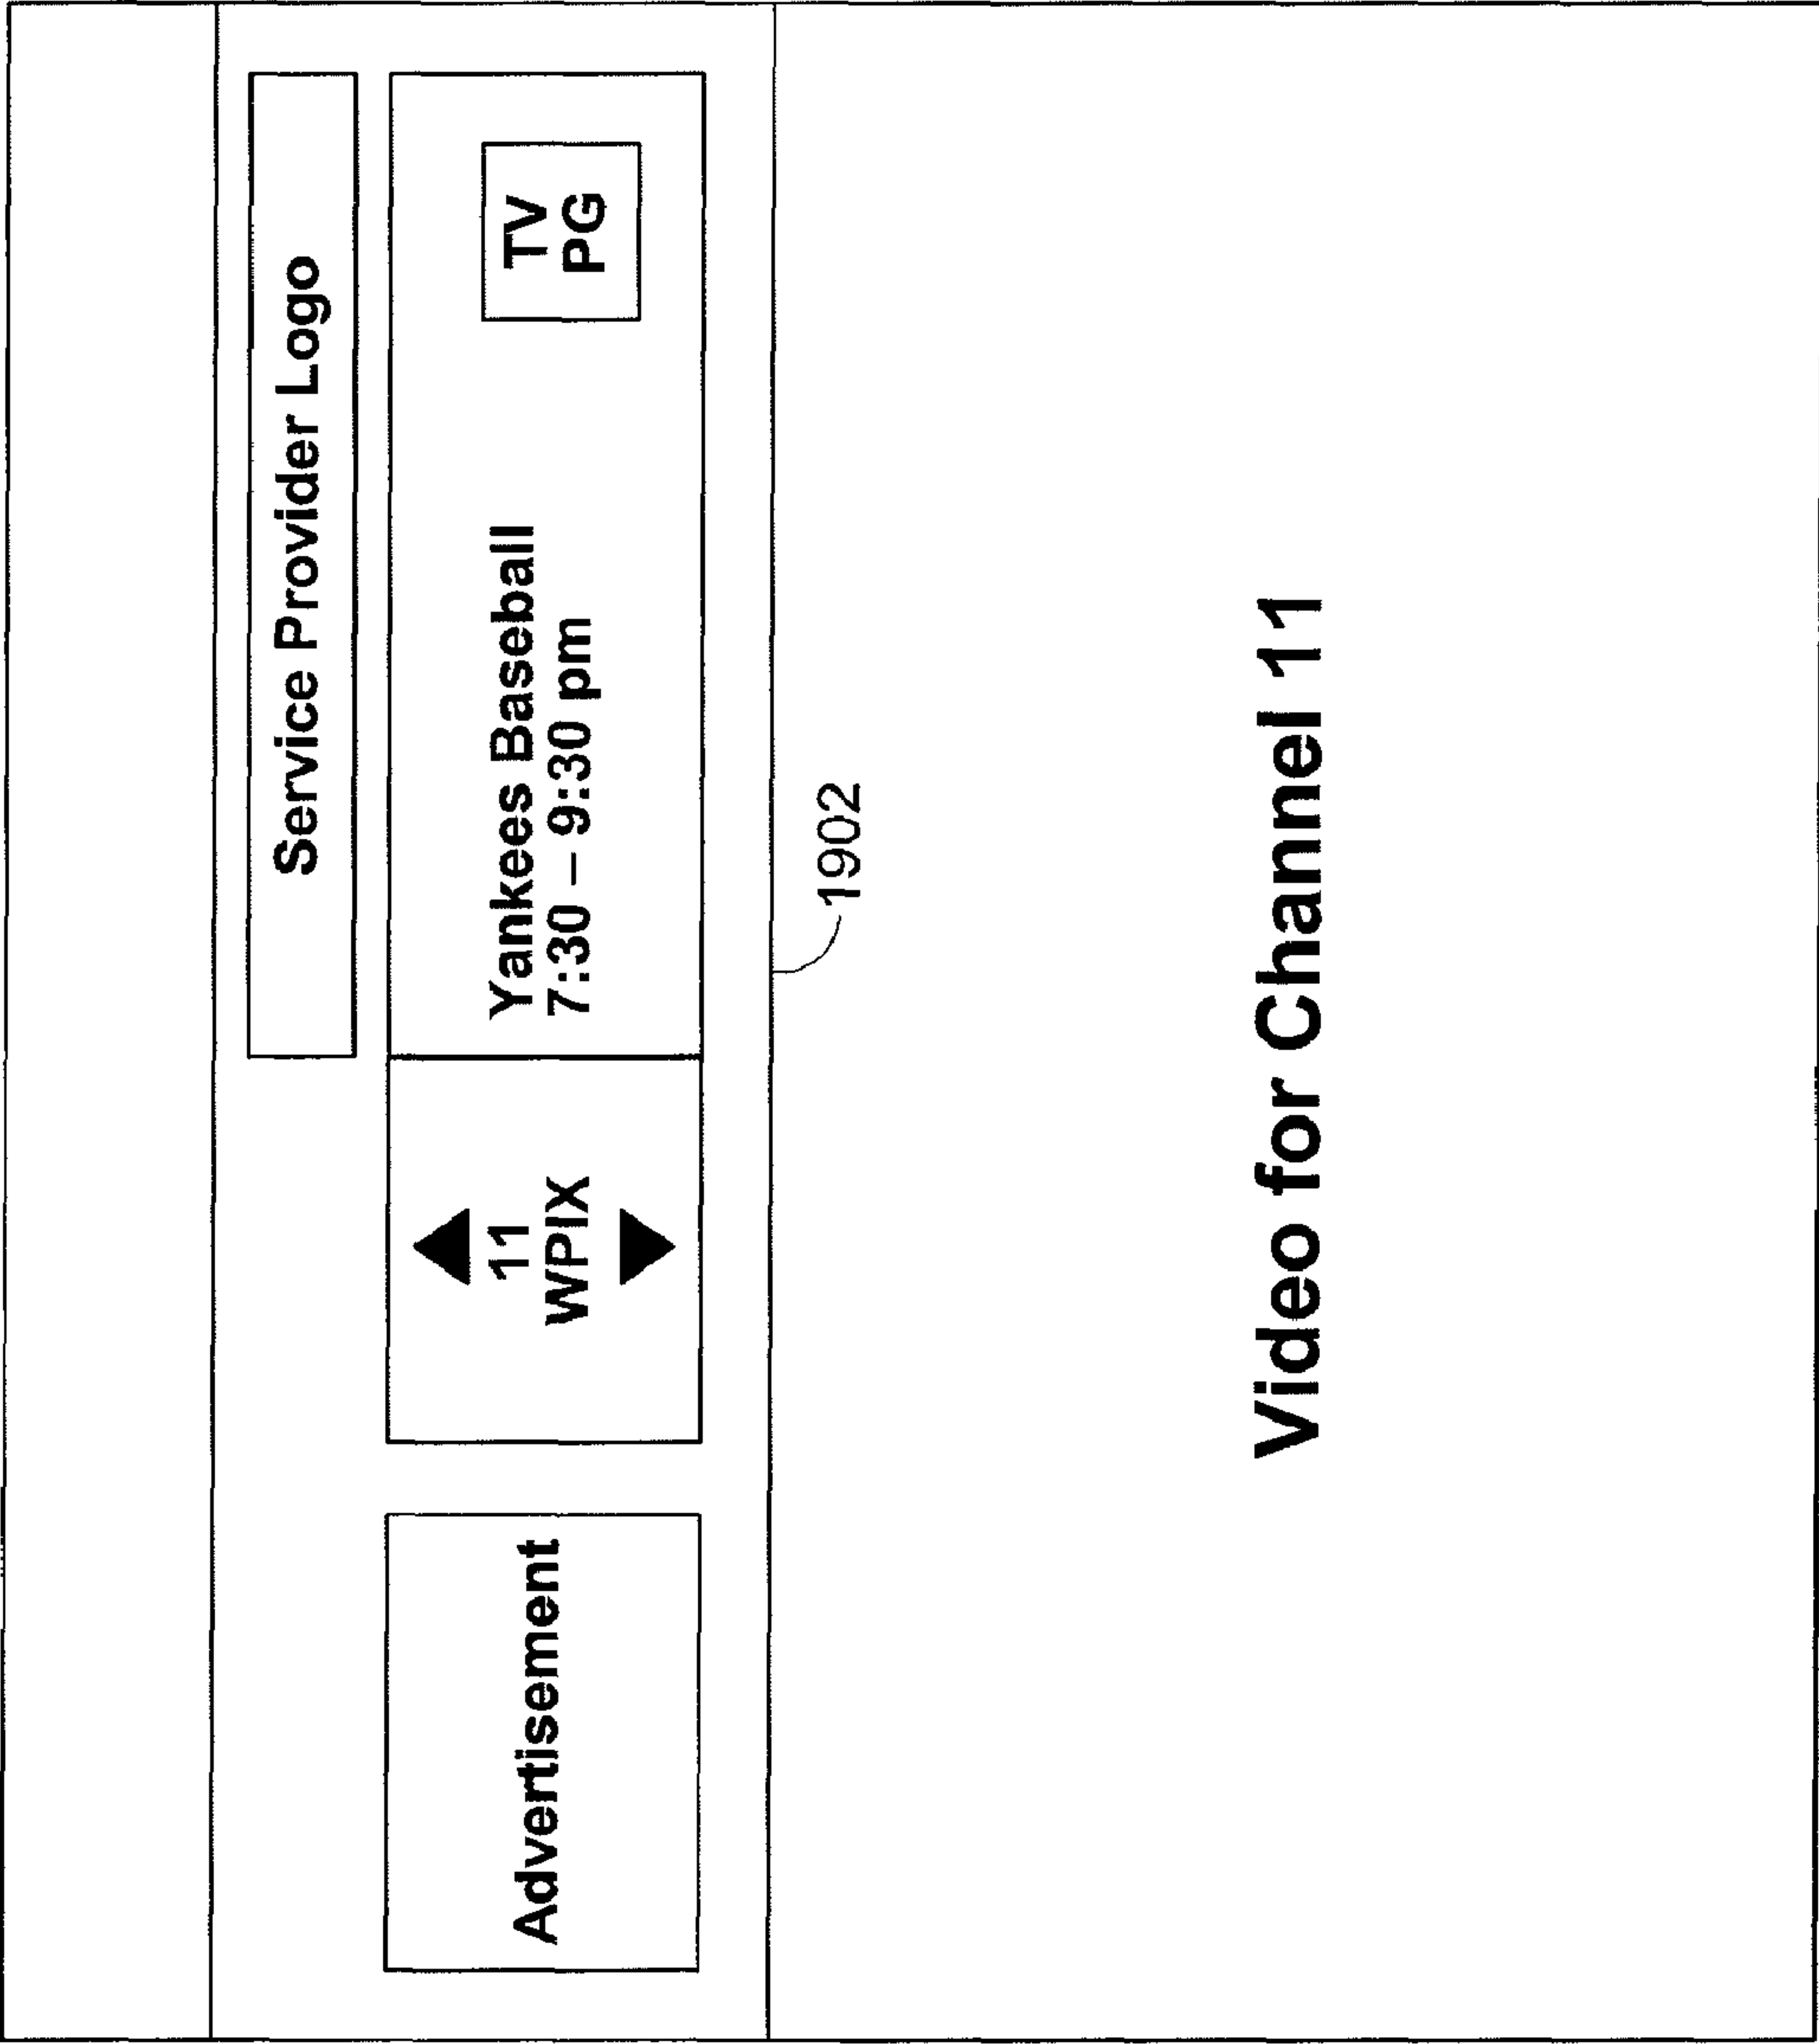 Service Provider Logo
Advertisement
11
WPIX
Yankees Baseball
7:30 – 9:30 pm
TV
PG
1902
Video for Channel 11